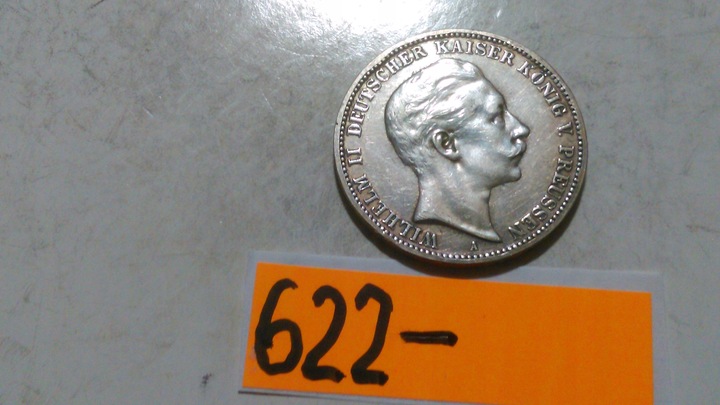 WILHELM II DEUTSCHER KAISER KÖNIG V. PREUSSEN
A
622-